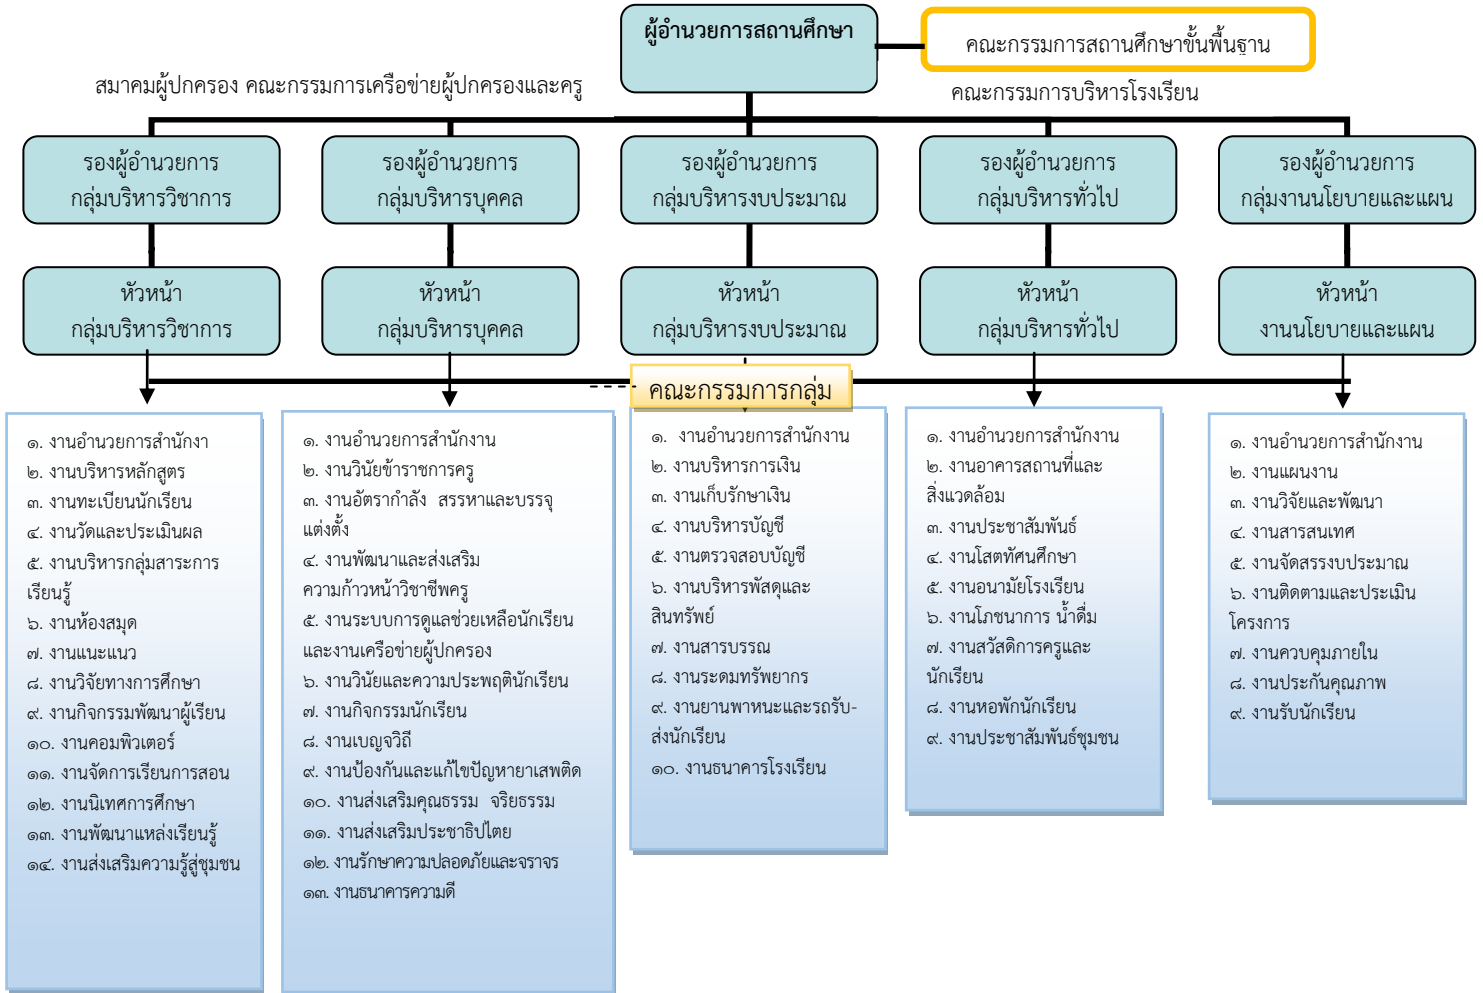 ผู้อำนวยการสถานศึกษา
คณะกรรมการสถานศึกษาขั้นพื้นฐาน
สมาคมผู้ปกครอง คณะกรรมการเครือข่ายผู้ปกครองและครู
คณะกรรมการบริหารโรงเรียน
รองผู้อำนวยการ
กลุ่มบริหารวิชาการ
รองผู้อำนวยการ
กลุ่มบริหารบุคคล
รองผู้อำนวยการ
กลุ่มบริหารงบประมาณ
รองผู้อำนวยการ
กลุ่มบริหารทั่วไป
รองผู้อำนวยการ
กลุ่มงานนโยบายและแผน
หัวหน้า
กลุ่มบริหารวิชาการ
หัวหน้า
กลุ่มบริหารบุคคล
หัวหน้า
กลุ่มบริหารงบประมาณ
หัวหน้า
กลุ่มบริหารทั่วไป
หัวหน้า
งานนโยบายและแผน
คณะกรรมการกลุ่ม
๑. งานอำนวยการสำนักงา
๒. งานบริหารหลักสูตร
๓. งานทะเบียนนักเรียน
๔. งานวัดและประเมินผล
๕. งานบริหารกลุ่มสาระการ
เรียนรู้
๖. งานห้องสมุด
๗. งานแนะแนว
๘. งานวิจัยทางการศึกษา
๙. งานกิจกรรมพัฒนาผู้เรียน
๑๐. งานคอมพิวเตอร์
๑๑. งานจัดการเรียนการสอน
๑๒. งานนิเทศการศึกษา
๑๓. งานพัฒนาแหล่งเรียนรู้
๑๔. งานส่งเสริมความรู้สู่ชุมชน
๑. งานอำนวยการสำนักงาน
๒. งานวินัยข้าราชการครู
๓. งานอัตรากำลัง สรรหาและบรรจุ
แต่งตั้ง
๔. งานพัฒนาและส่งเสริม
ความก้าวหน้าวิชาชีพครู
๕. งานระบบการดูแลช่วยเหลือนักเรียน
และงานเครือข่ายผู้ปกครอง
๖. งานวินัยและความประพฤตินักเรียน
๗. งานกิจกรรมนักเรียน
๘. งานเบญจวิถี
๙. งานป้องกันและแก้ไขปัญหายาเสพติด
๑๐. งานส่งเสริมคุณธรรม จริยธรรม
๑๑. งานส่งเสริมประชาธิปไตย
๑๒. งานรักษาความปลอดภัยและจราจร
๑๓. งานธนาคารความดี
๑. งานอำนวยการสำนักงาน
๒. งานบริหารการเงิน
๓. งานเก็บรักษาเงิน
๔. งานบริหารบัญชี
๕. งานตรวจสอบบัญชี
๖. งานบริหารพัสดุและ
สินทรัพย์
๗. งานสารบรรณ
๘. งานระดมทรัพยากร
๙. งานยานพาหนะและรถรับ-
ส่งนักเรียน
๑๐. งานธนาคารโรงเรียน
๑. งานอำนวยการสำนักงาน
๒. งานอาคารสถานที่และ
สิ่งแวดล้อม
๓. งานประชาสัมพันธ์
๔. งานโสตทัศนศึกษา
๕. งานอนามัยโรงเรียน
๖. งานโภชนาการ น้ำดื่ม
๗. งานสวัสดิการครูและ
นักเรียน
๘. งานหอพักนักเรียน
๙. งานประชาสัมพันธ์ชุมชน
๑. งานอำนวยการสำนักงาน
๒. งานแผนงาน
๓. งานวิจัยและพัฒนา
๔. งานสารสนเทศ
๕. งานจัดสรรงบประมาณ
๖. งานติดตามและประเมิน
โครงการ
๗. งานควบคุมภายใน
๘. งานประกันคุณภาพ
๙. งานรับนักเรียน